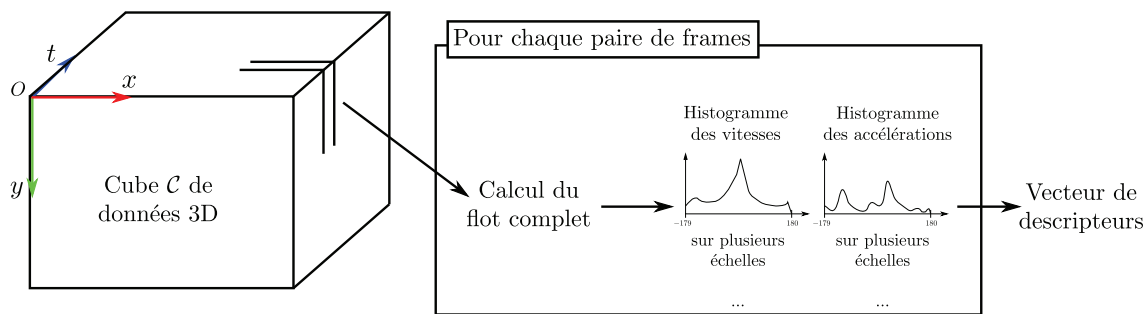 t
O
x
y
Cube C de
données 3D
Pour chaque paire de frames
Calcul du
flot complet
Histogramme
des vitesses
−179
180
sur plusieurs
échelles
...
Histogramme
des accélérations
−179
180
sur plusieurs
échelles
...
Vecteur de
descripteurs